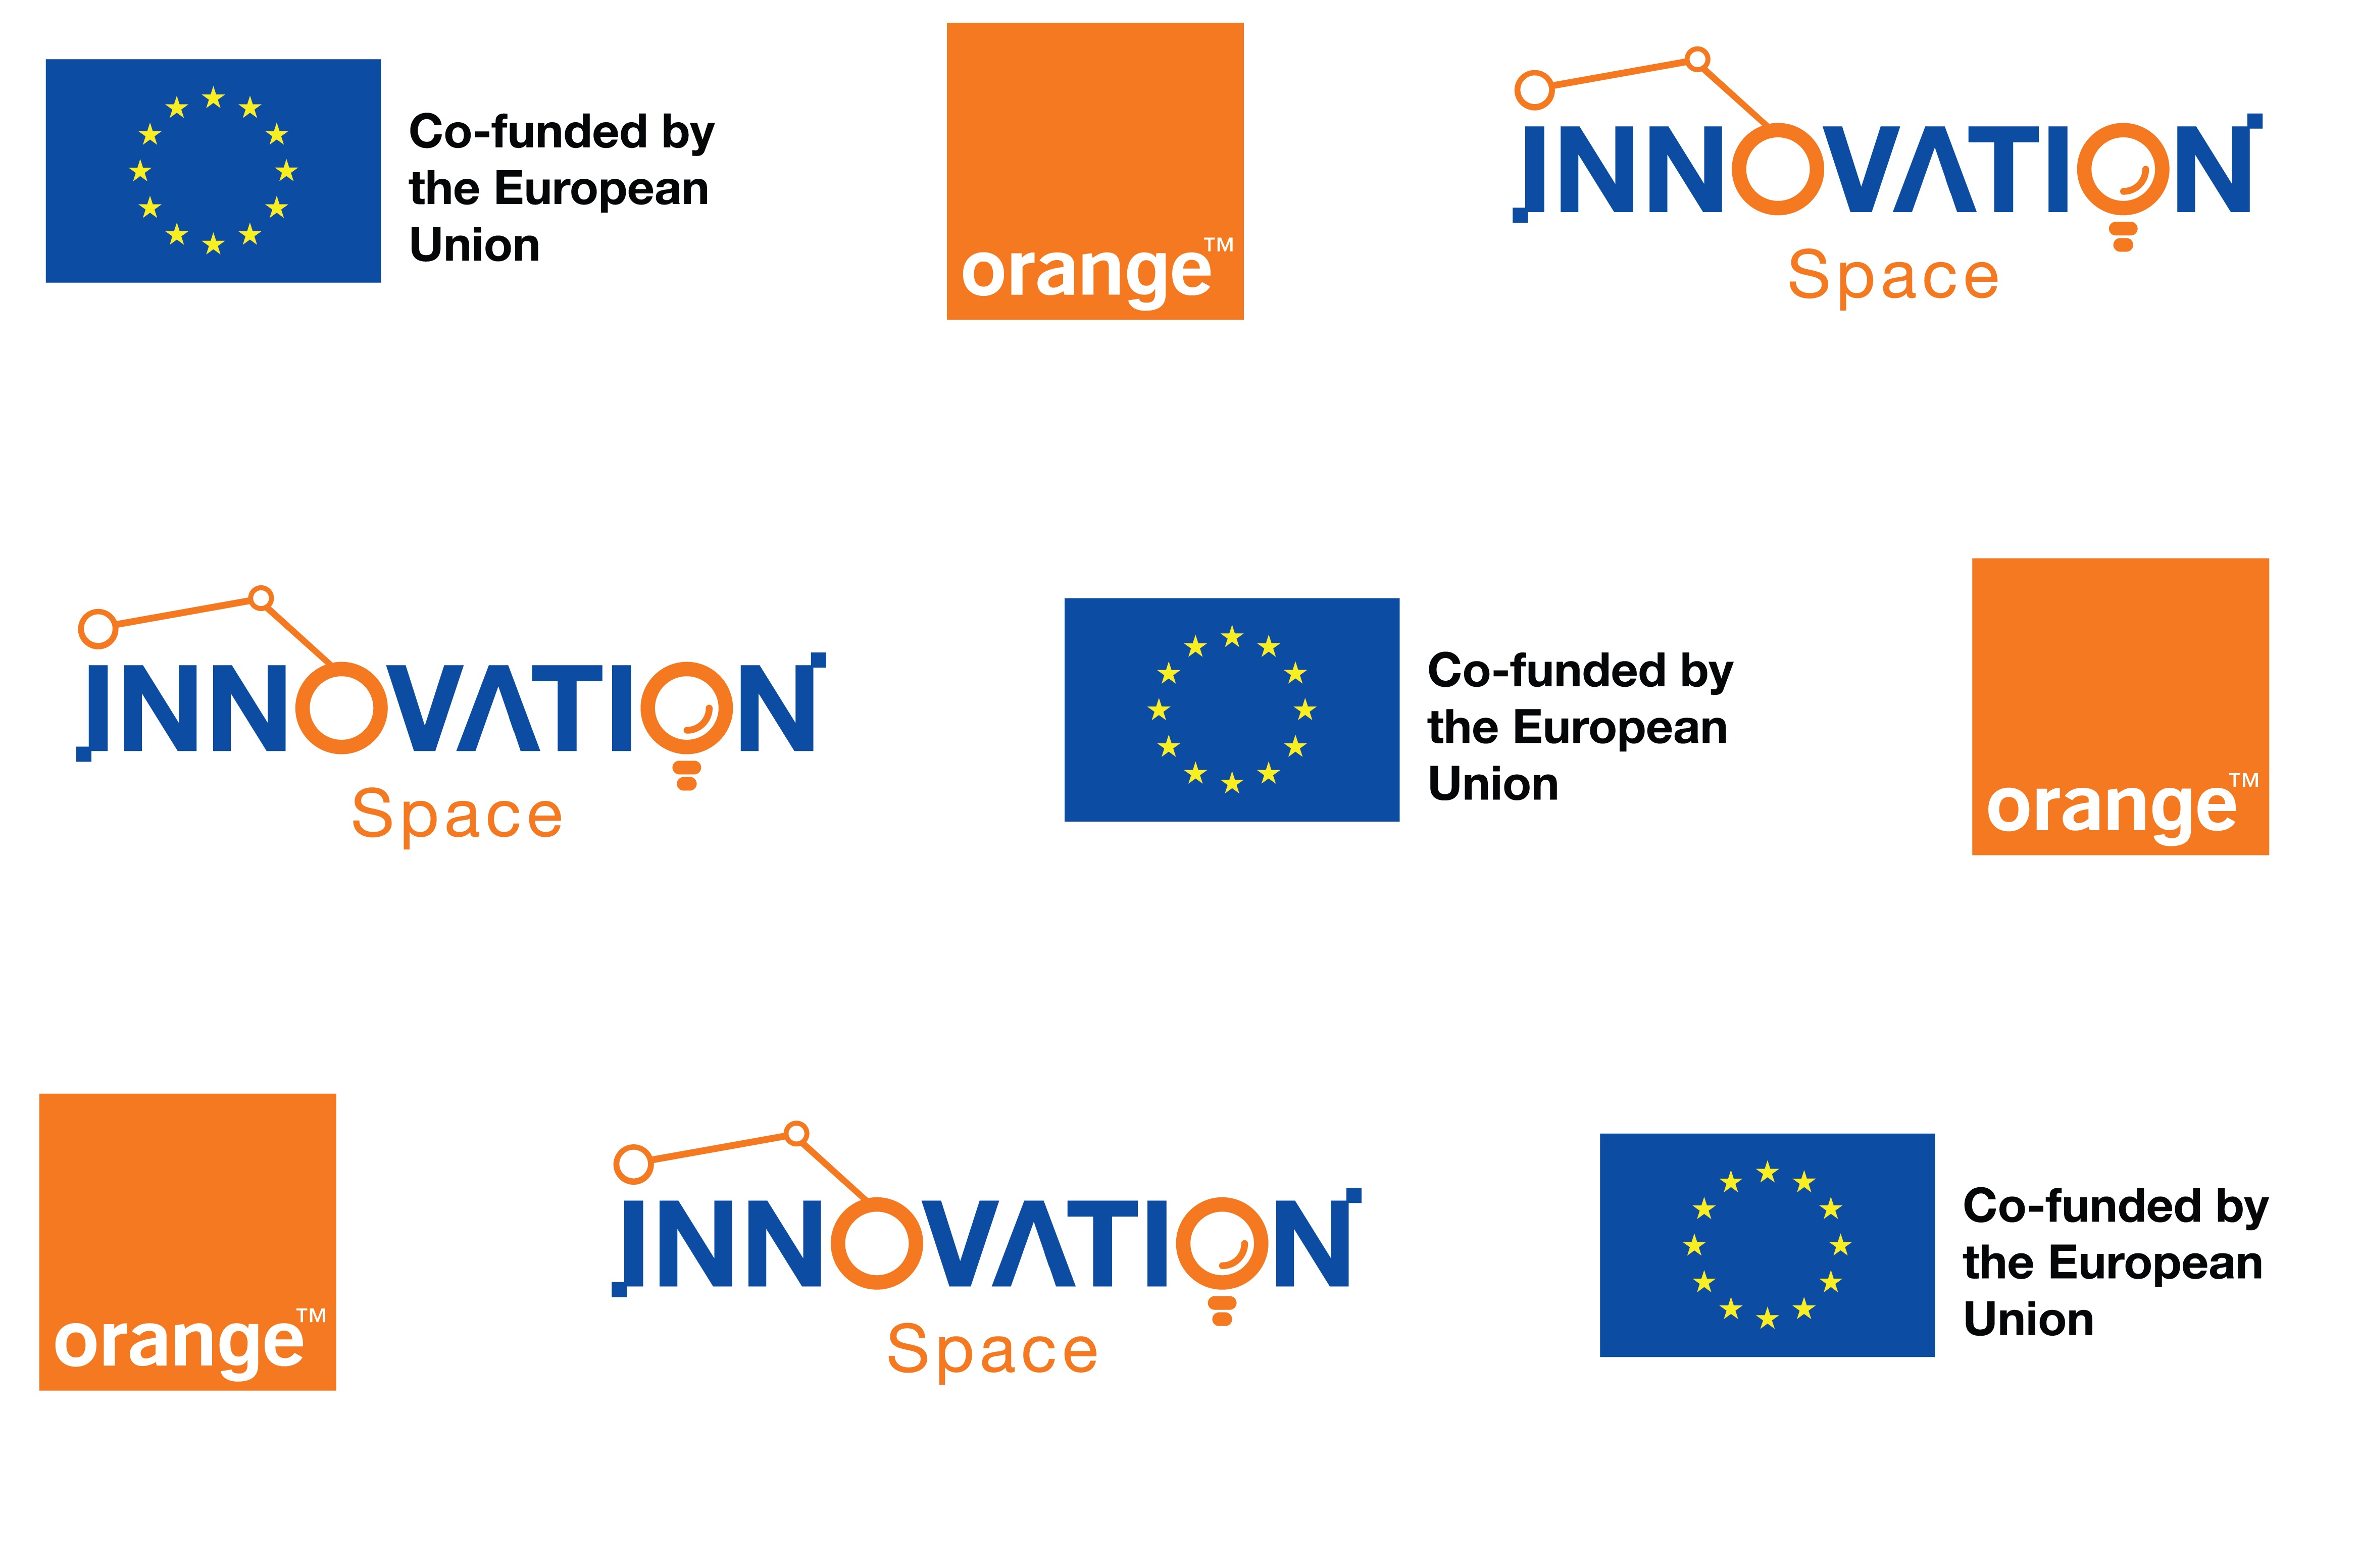 Co-funded by
the European
Union
orange™
INNOVATION
Space
INNOVATION
Space
Co-funded by
the European
Union
orange™
orange™
INNOVATION
Space
Co-funded by
the European
Union